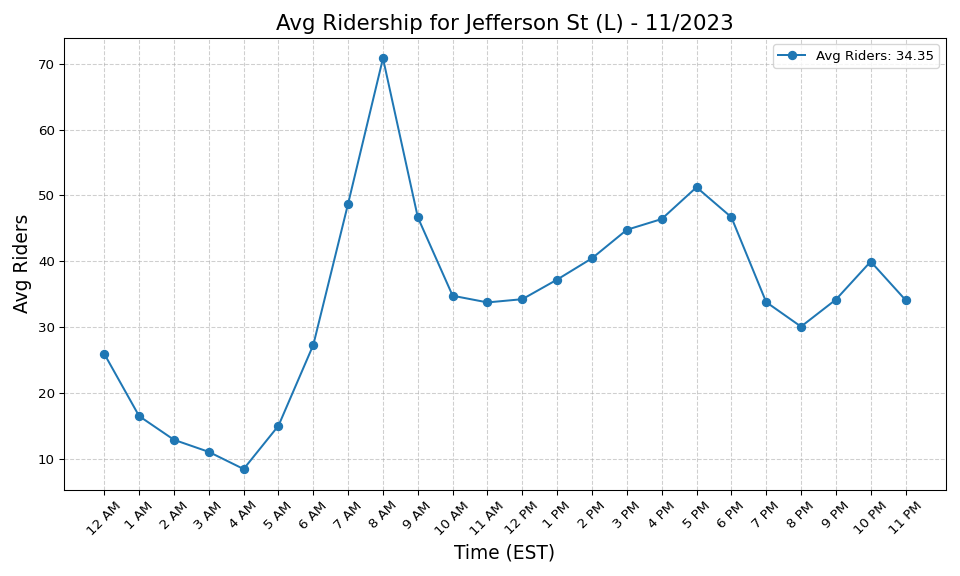 Avg Ridership for Jefferson St (L) - 11/2023
Avg Riders: 34.35
Avg Riders
70
60
50
40
30
20
10
12 AM 1 AM 2 AM 3 AM 4 AM 5 AM 6 AM 7 AM 8 AM 9 AM 10 AM 11 AM 12 PM 1 PM 2 PM 3 PM 4 PM 5 PM 6 PM 7 PM 8 PM 9 PM 10 PM 11 PM
Time (EST)